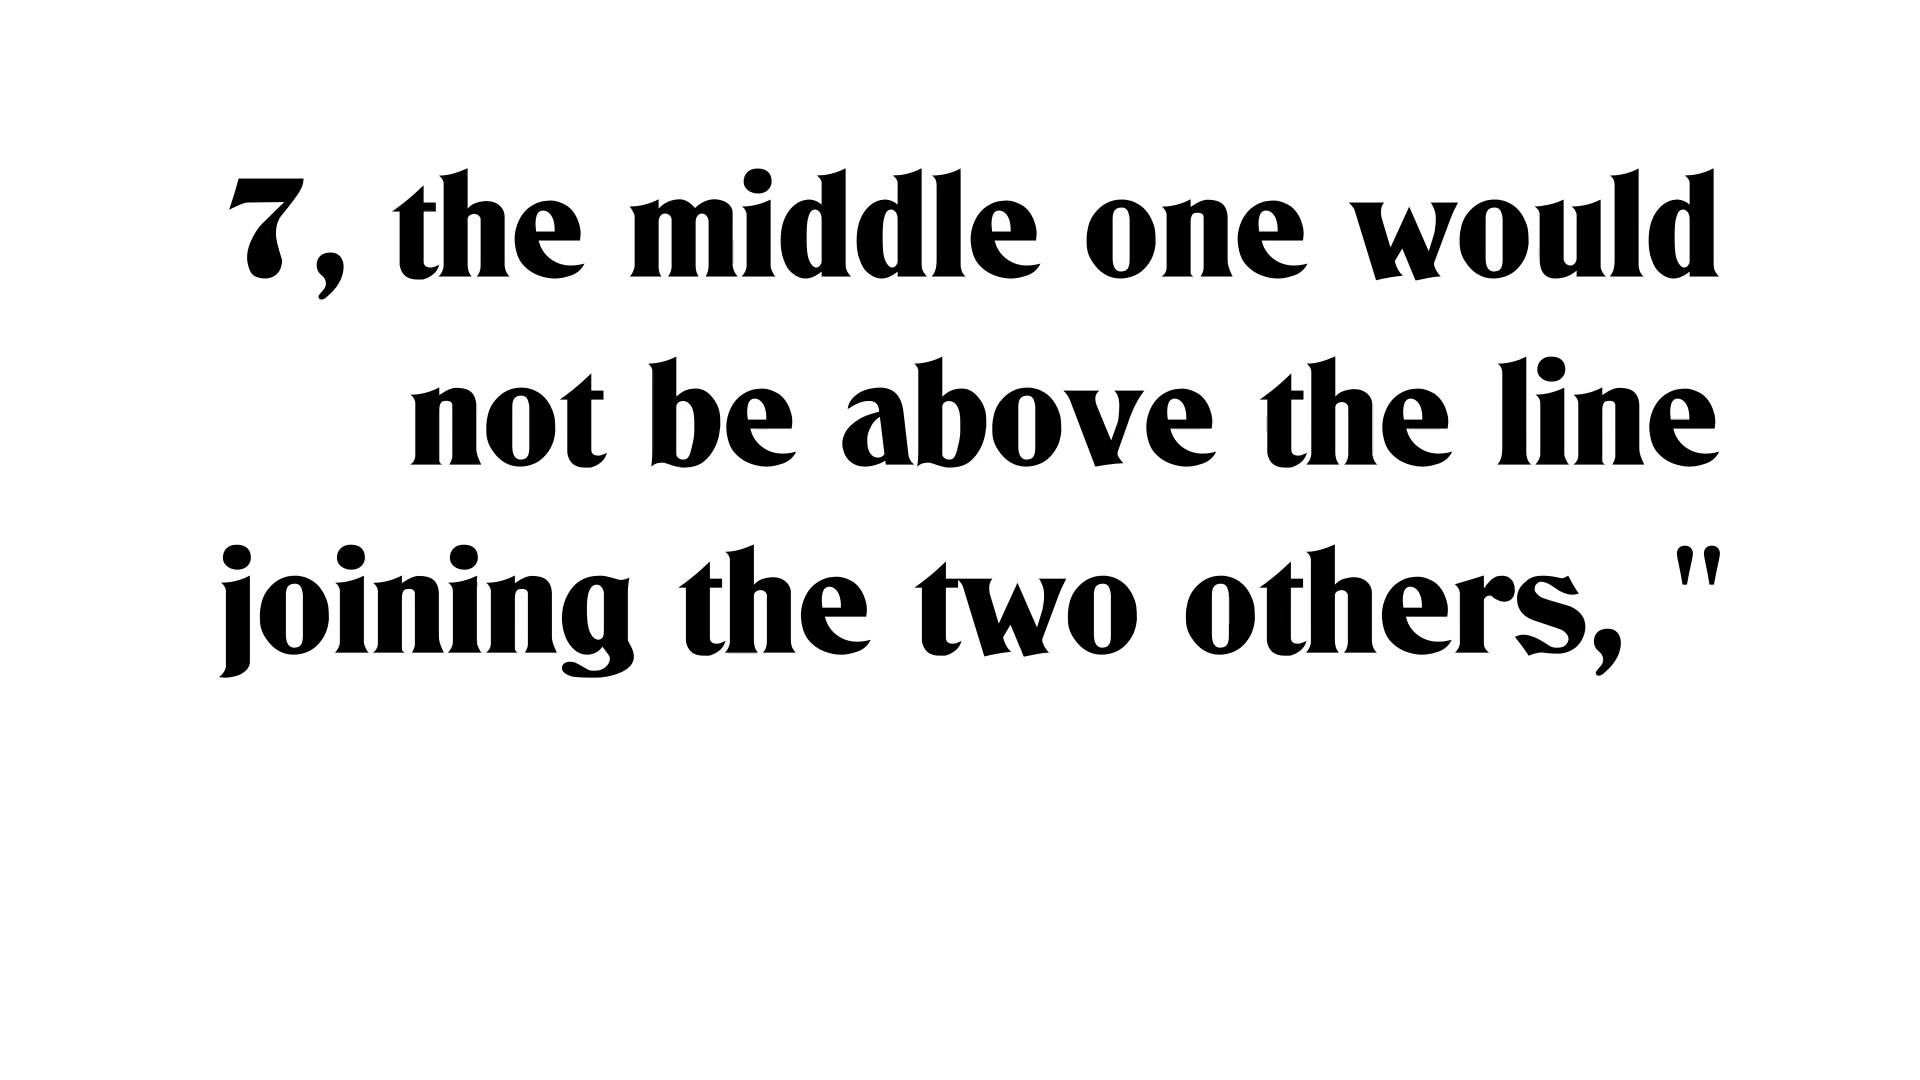 7, the middle one would
not be above the line
joining the two others, "